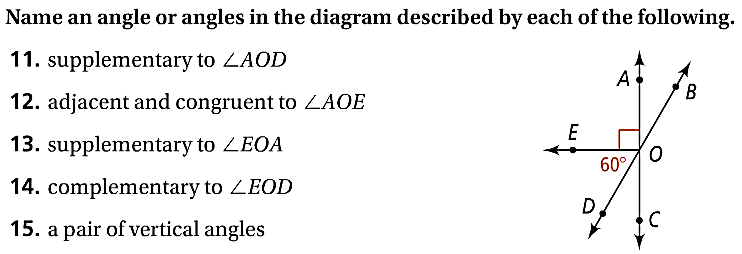 Name an angle or angles in the diagram described by each of the following.
11. supplementary to ∠AOD
12. adjacent and congruent to ∠AOE
13. supplementary to ∠EOA
14. complementary to ∠EOD
15. a pair of vertical angles
A
B
E
60°
O
D
C